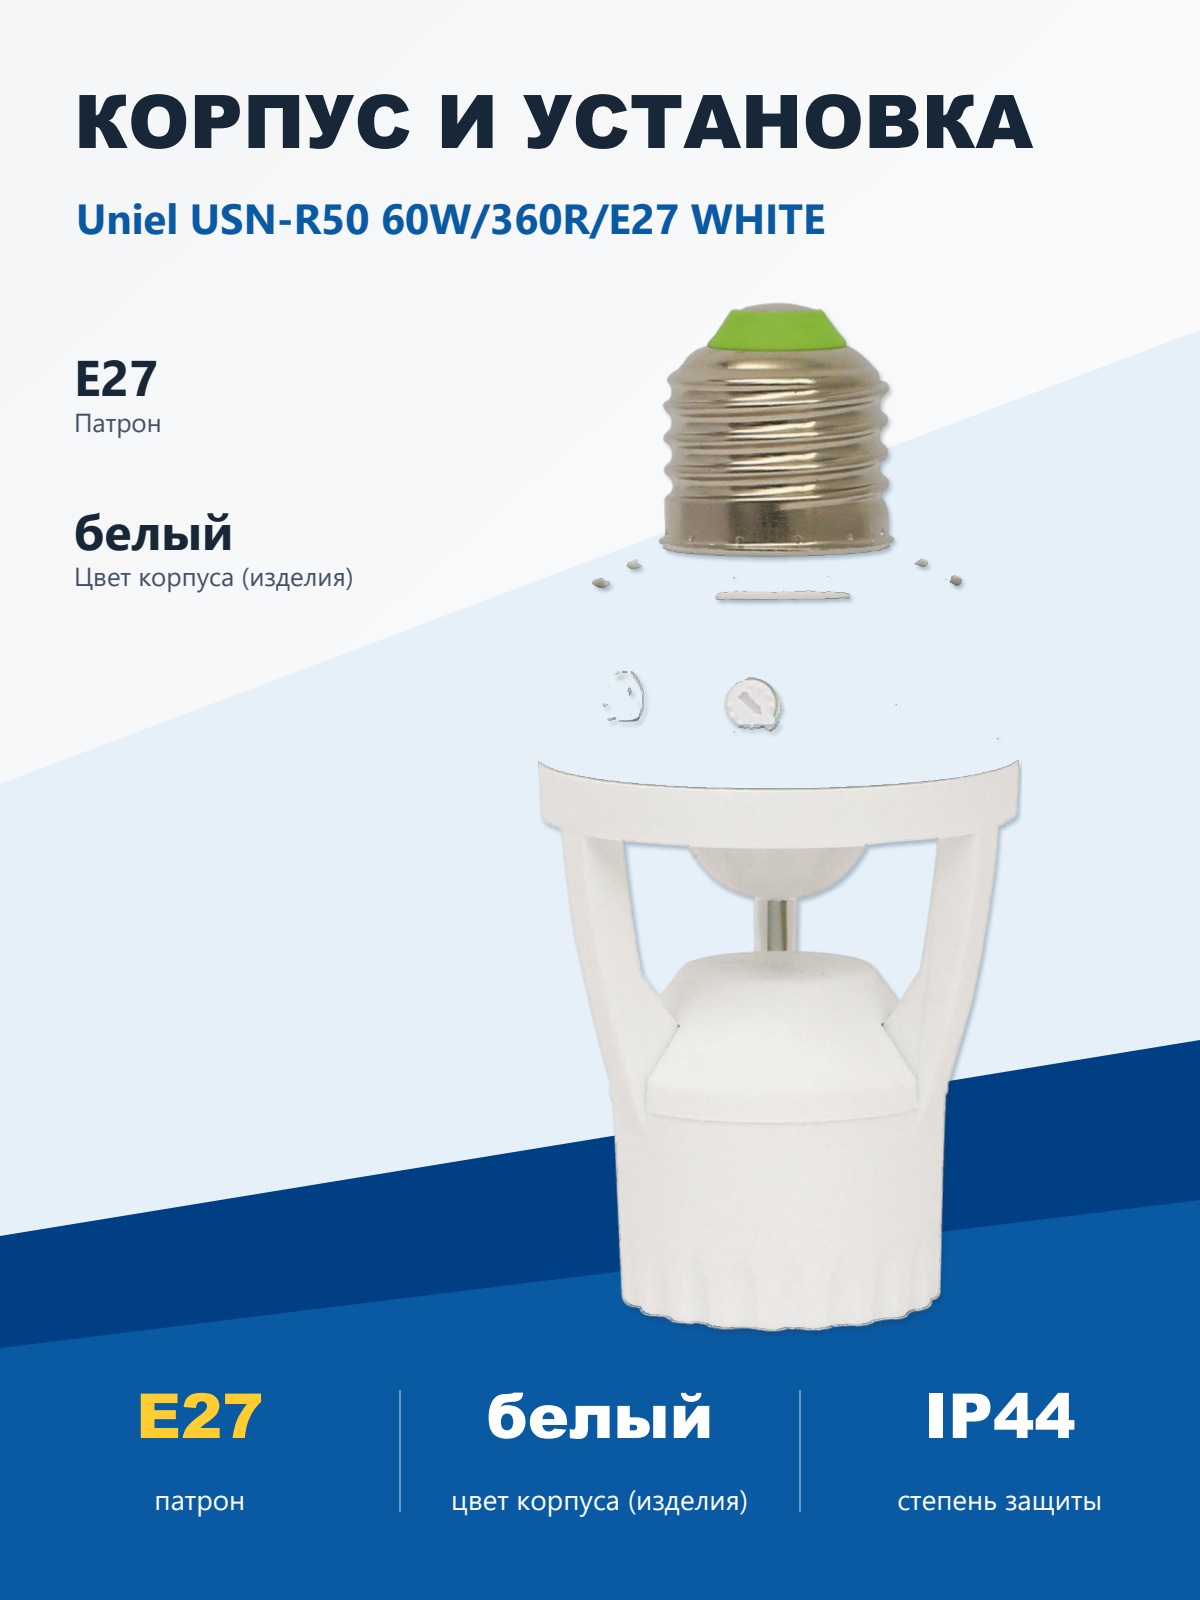 КОРПУС И УСТАНОВКА
Uniel USN-R50 60W/360R/E27 WHITE
E27
Патрон
белый
Цвет корпуса (изделия)
E27
патрон
белый
цвет корпуса (изделия)
IP44
степень защиты